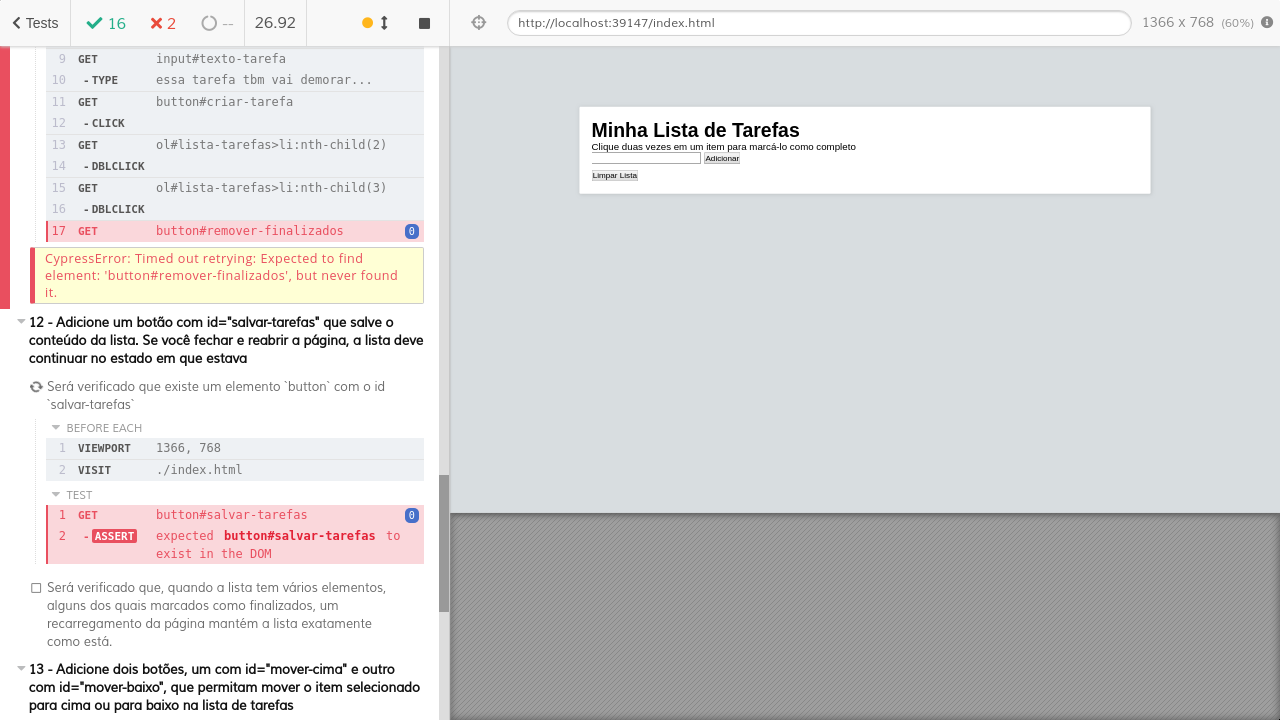 Tests 16 2 -- 26.92 http://localhost:39147/index.html 1366 x 768 (60%)
9 GET input#texto-tarefa
10 -TYPE essa tarefa tbm vai demorar...
11 GET button#criar-tarefa
12 -CLICK
13 GET ol#lista-tarefas>li:nth-child(2)
14 -DBLCLICK
15 GET ol#lista-tarefas>li:nth-child(3)
16 -DBLCLICK
17 GET button#remover-finalizados 0
CypressError: Timed out retrying: Expected to find
element: 'button#remover-finalizados', but never found
it.
12 - Adicione um botão com id="salvar-tarefas" que salve o
conteúdo da lista. Se você fechar e reabrir a página, a lista deve
continuar no estado em que estava
Será verificado que existe um elemento `button` com o id
`salvar-tarefas`
BEFORE EACH
1 VIEWPORT 1366, 768
2 VISIT ./index.html
TEST
1 GET button#salvar-tarefas 0
2 -ASSERT expected button#salvar-tarefas to
exist in the DOM
Será verificado que, quando a lista tem vários elementos,
alguns dos quais marcados como finalizados, um
recarregamento da página mantém a lista exatamente
como está.
13 - Adicione dois botões, um com id="mover-cima" e outro
com id="mover-baixo", que permitam mover o item selecionado
para cima ou para baixo na lista de tarefas
Minha Lista de Tarefas
Clique duas vezes em um item para marcá-lo como completo
Adicionar
Limpar Lista